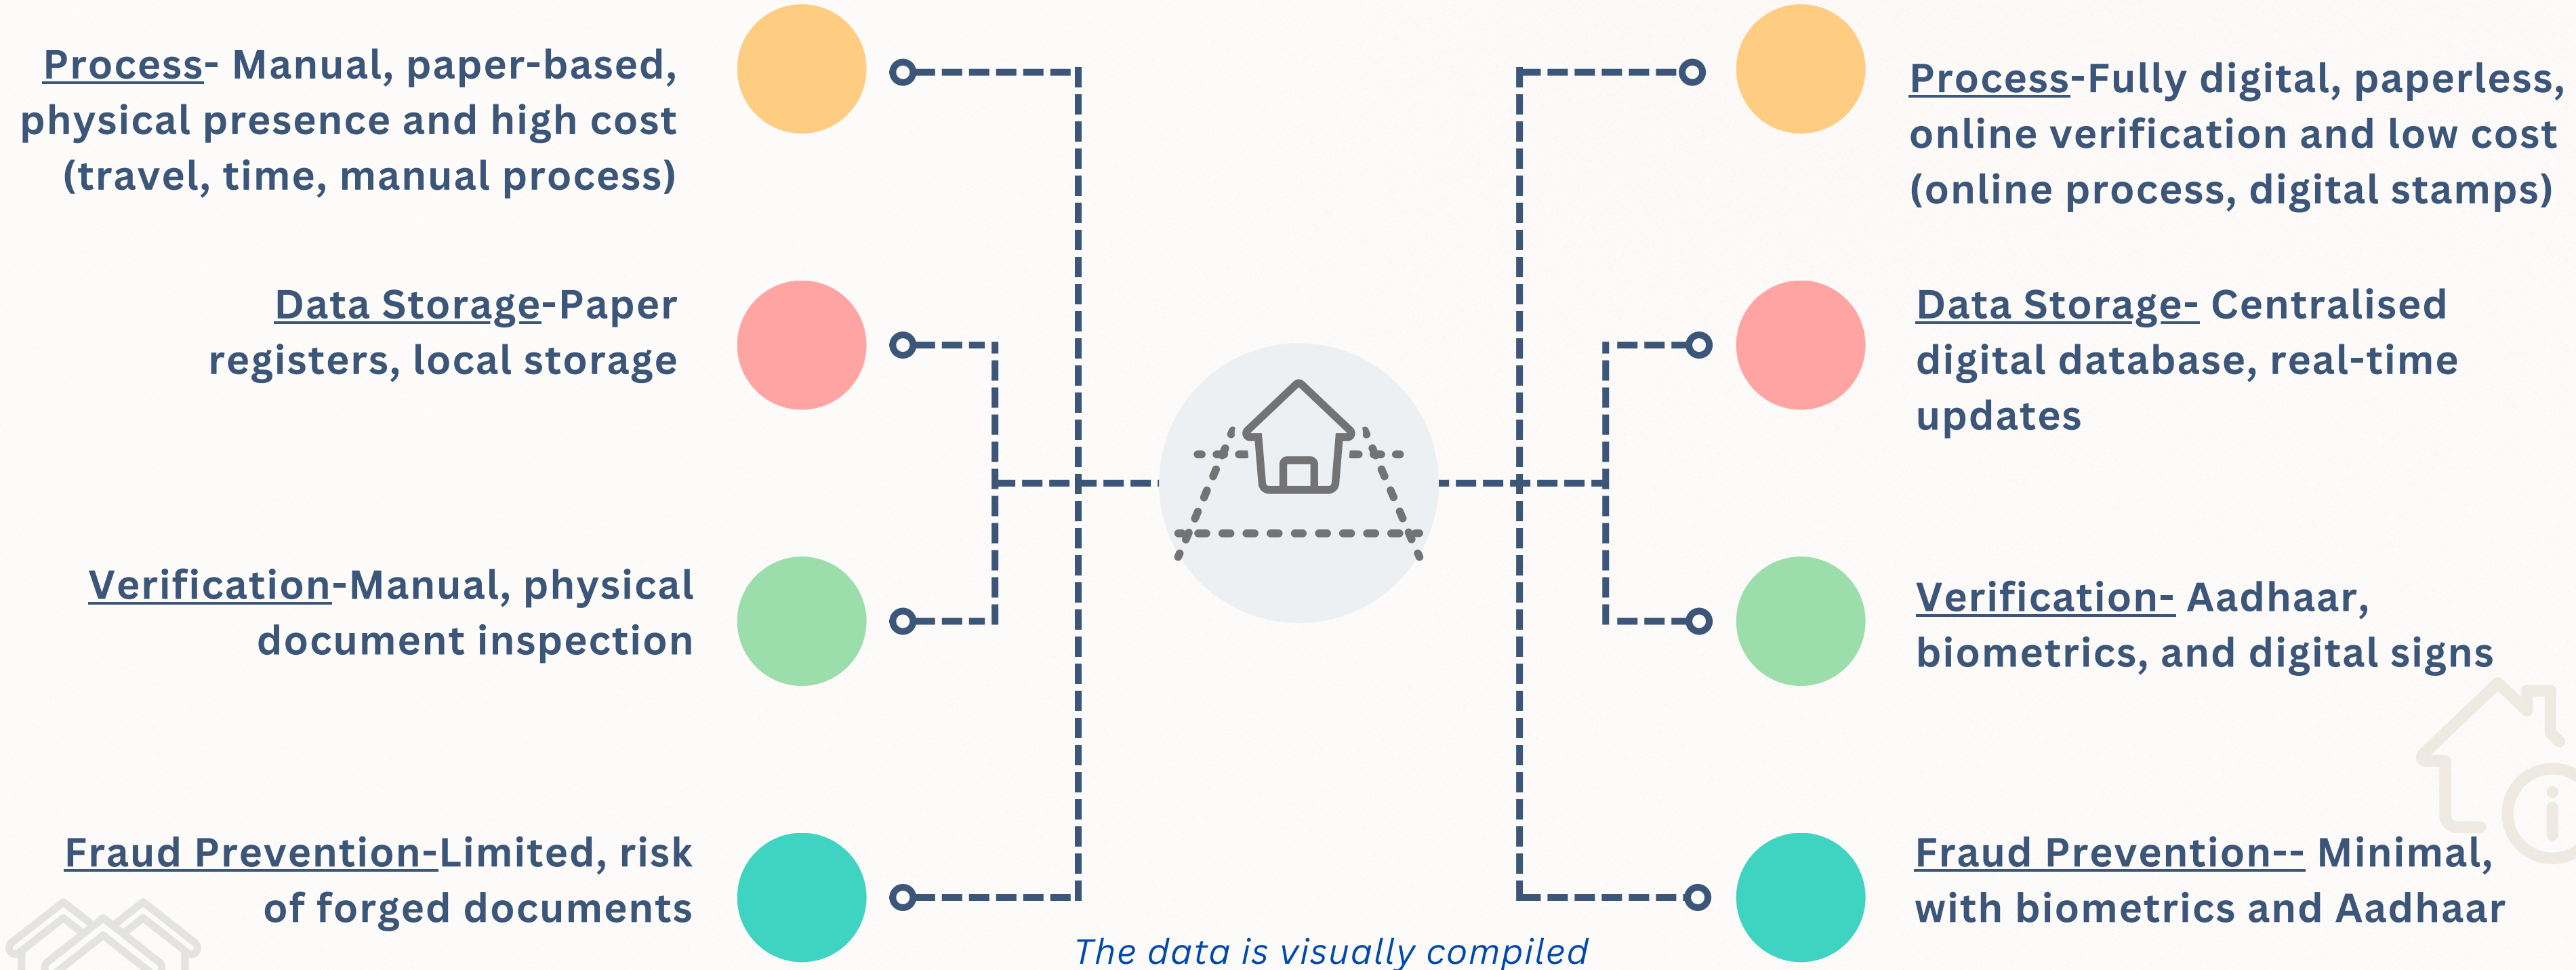 Process- Manual, paper-based,
physical presence and high cost
(travel, time, manual process)
Data Storage-Paper
registers, local storage
Verification-Manual, physical
document inspection
Fraud Prevention-Limited, risk
of forged documents
Process-Fully digital, paperless,
online verification and low cost
(online process, digital stamps)
Data Storage- Centralised
digital database, real-time
updates
Verification- Aadhaar,
biometrics, and digital signs
Fraud Prevention-- Minimal,
with biometrics and Aadhaar
The data is visually compiled